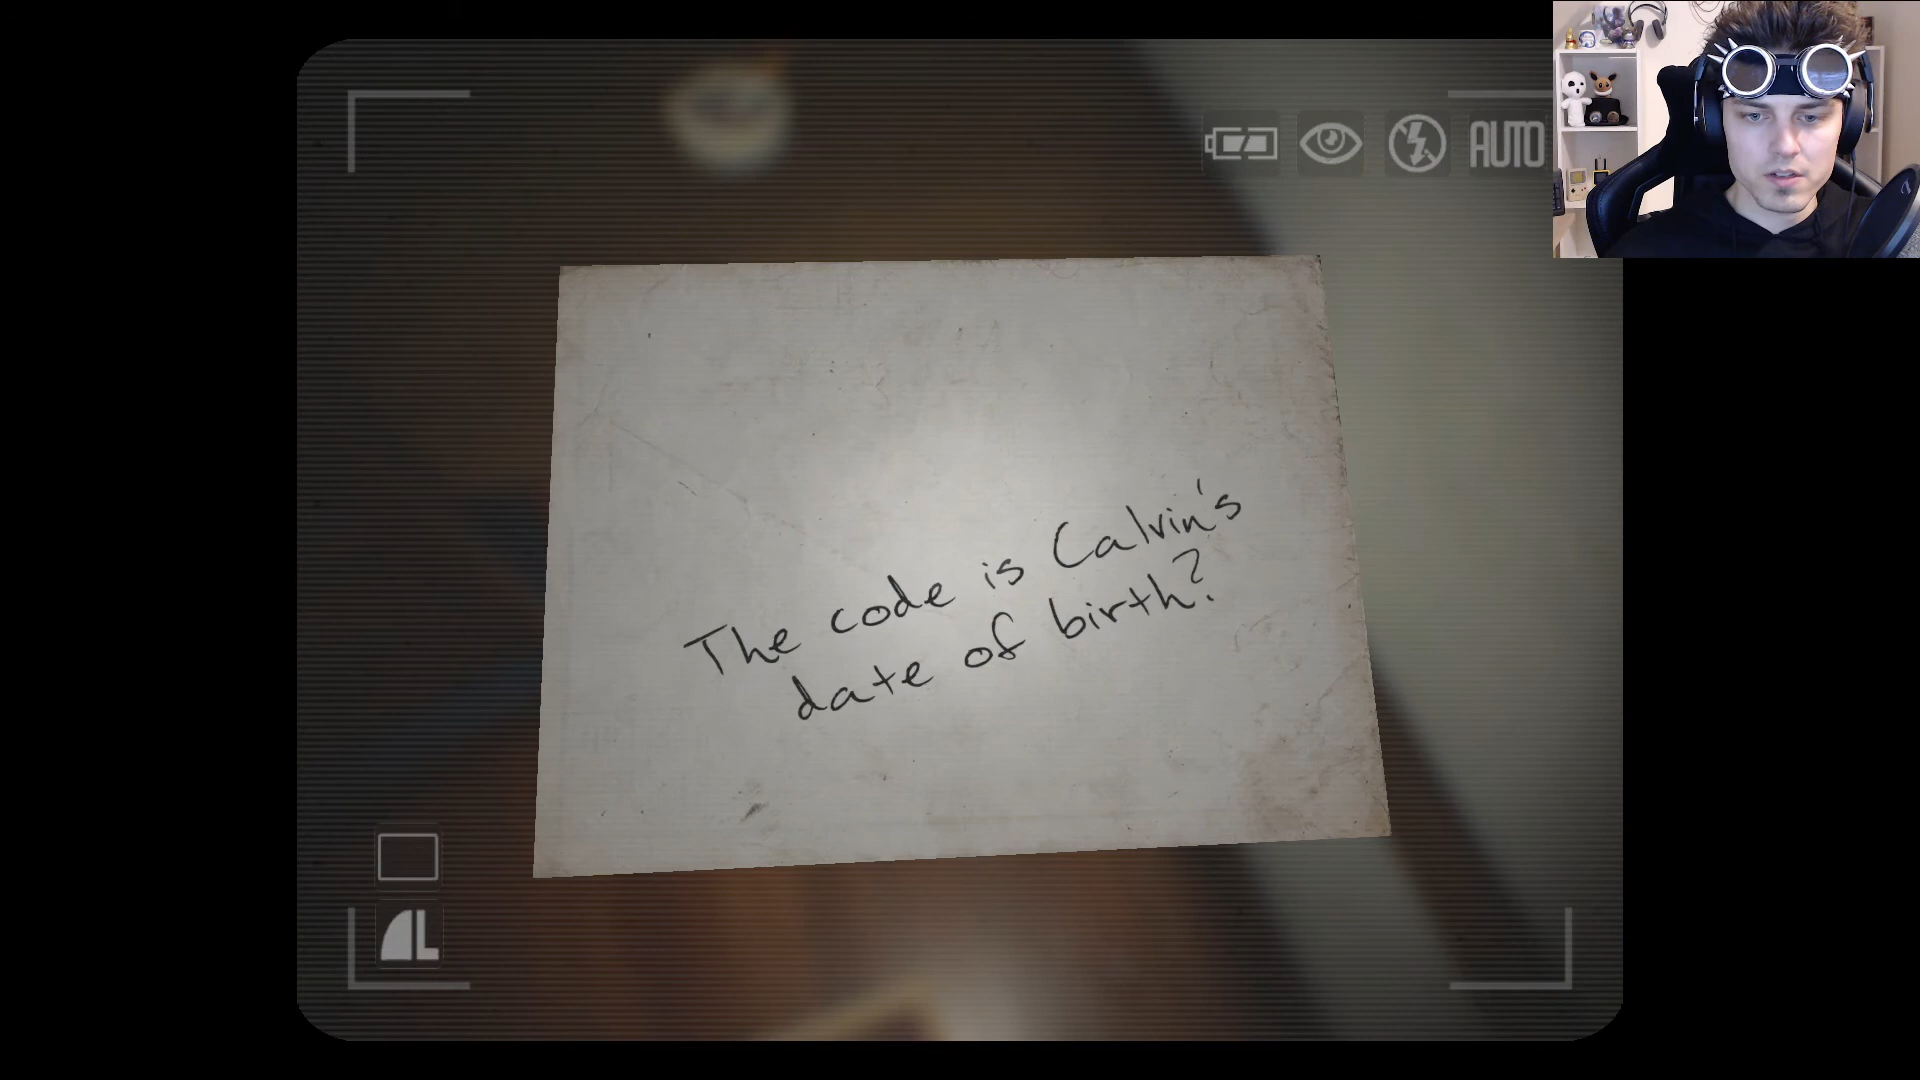 AUTO
The code is Calvin's
date of birth?
L